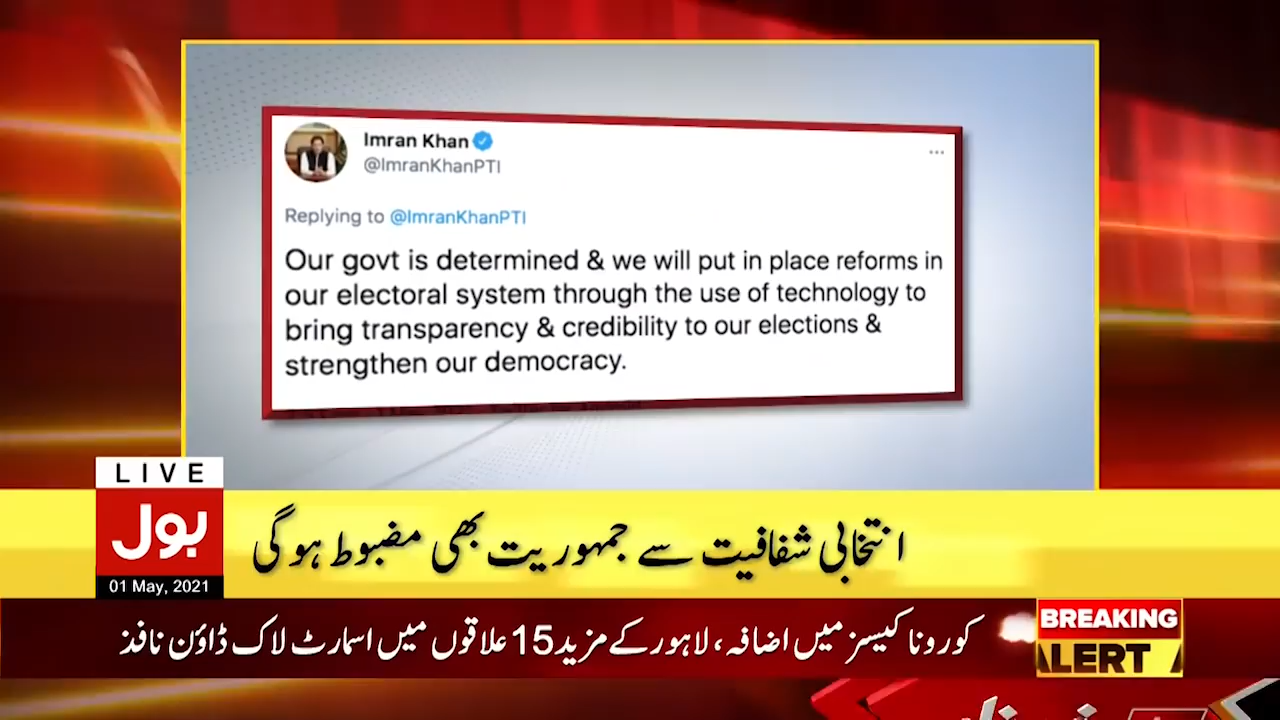 Imran Khan
@ImranKhanPTI
...
Replying to @ImranKhanPTI
Our govt is determined & we will put in place reforms in
our electoral system through the use of technology to
bring transparency & credibility to our elections &
strengthen our democracy.
LIVE
بول
01 May, 2021
انتخابی شفافیت سے جمہوریت بھی مضبوط ہوگی
BREAKING
ALERT
کورونا کیسز میں اضافہ، لاہور کے مزید 15 علاقوں میں اسمارٹ لاک ڈاؤن نافذ